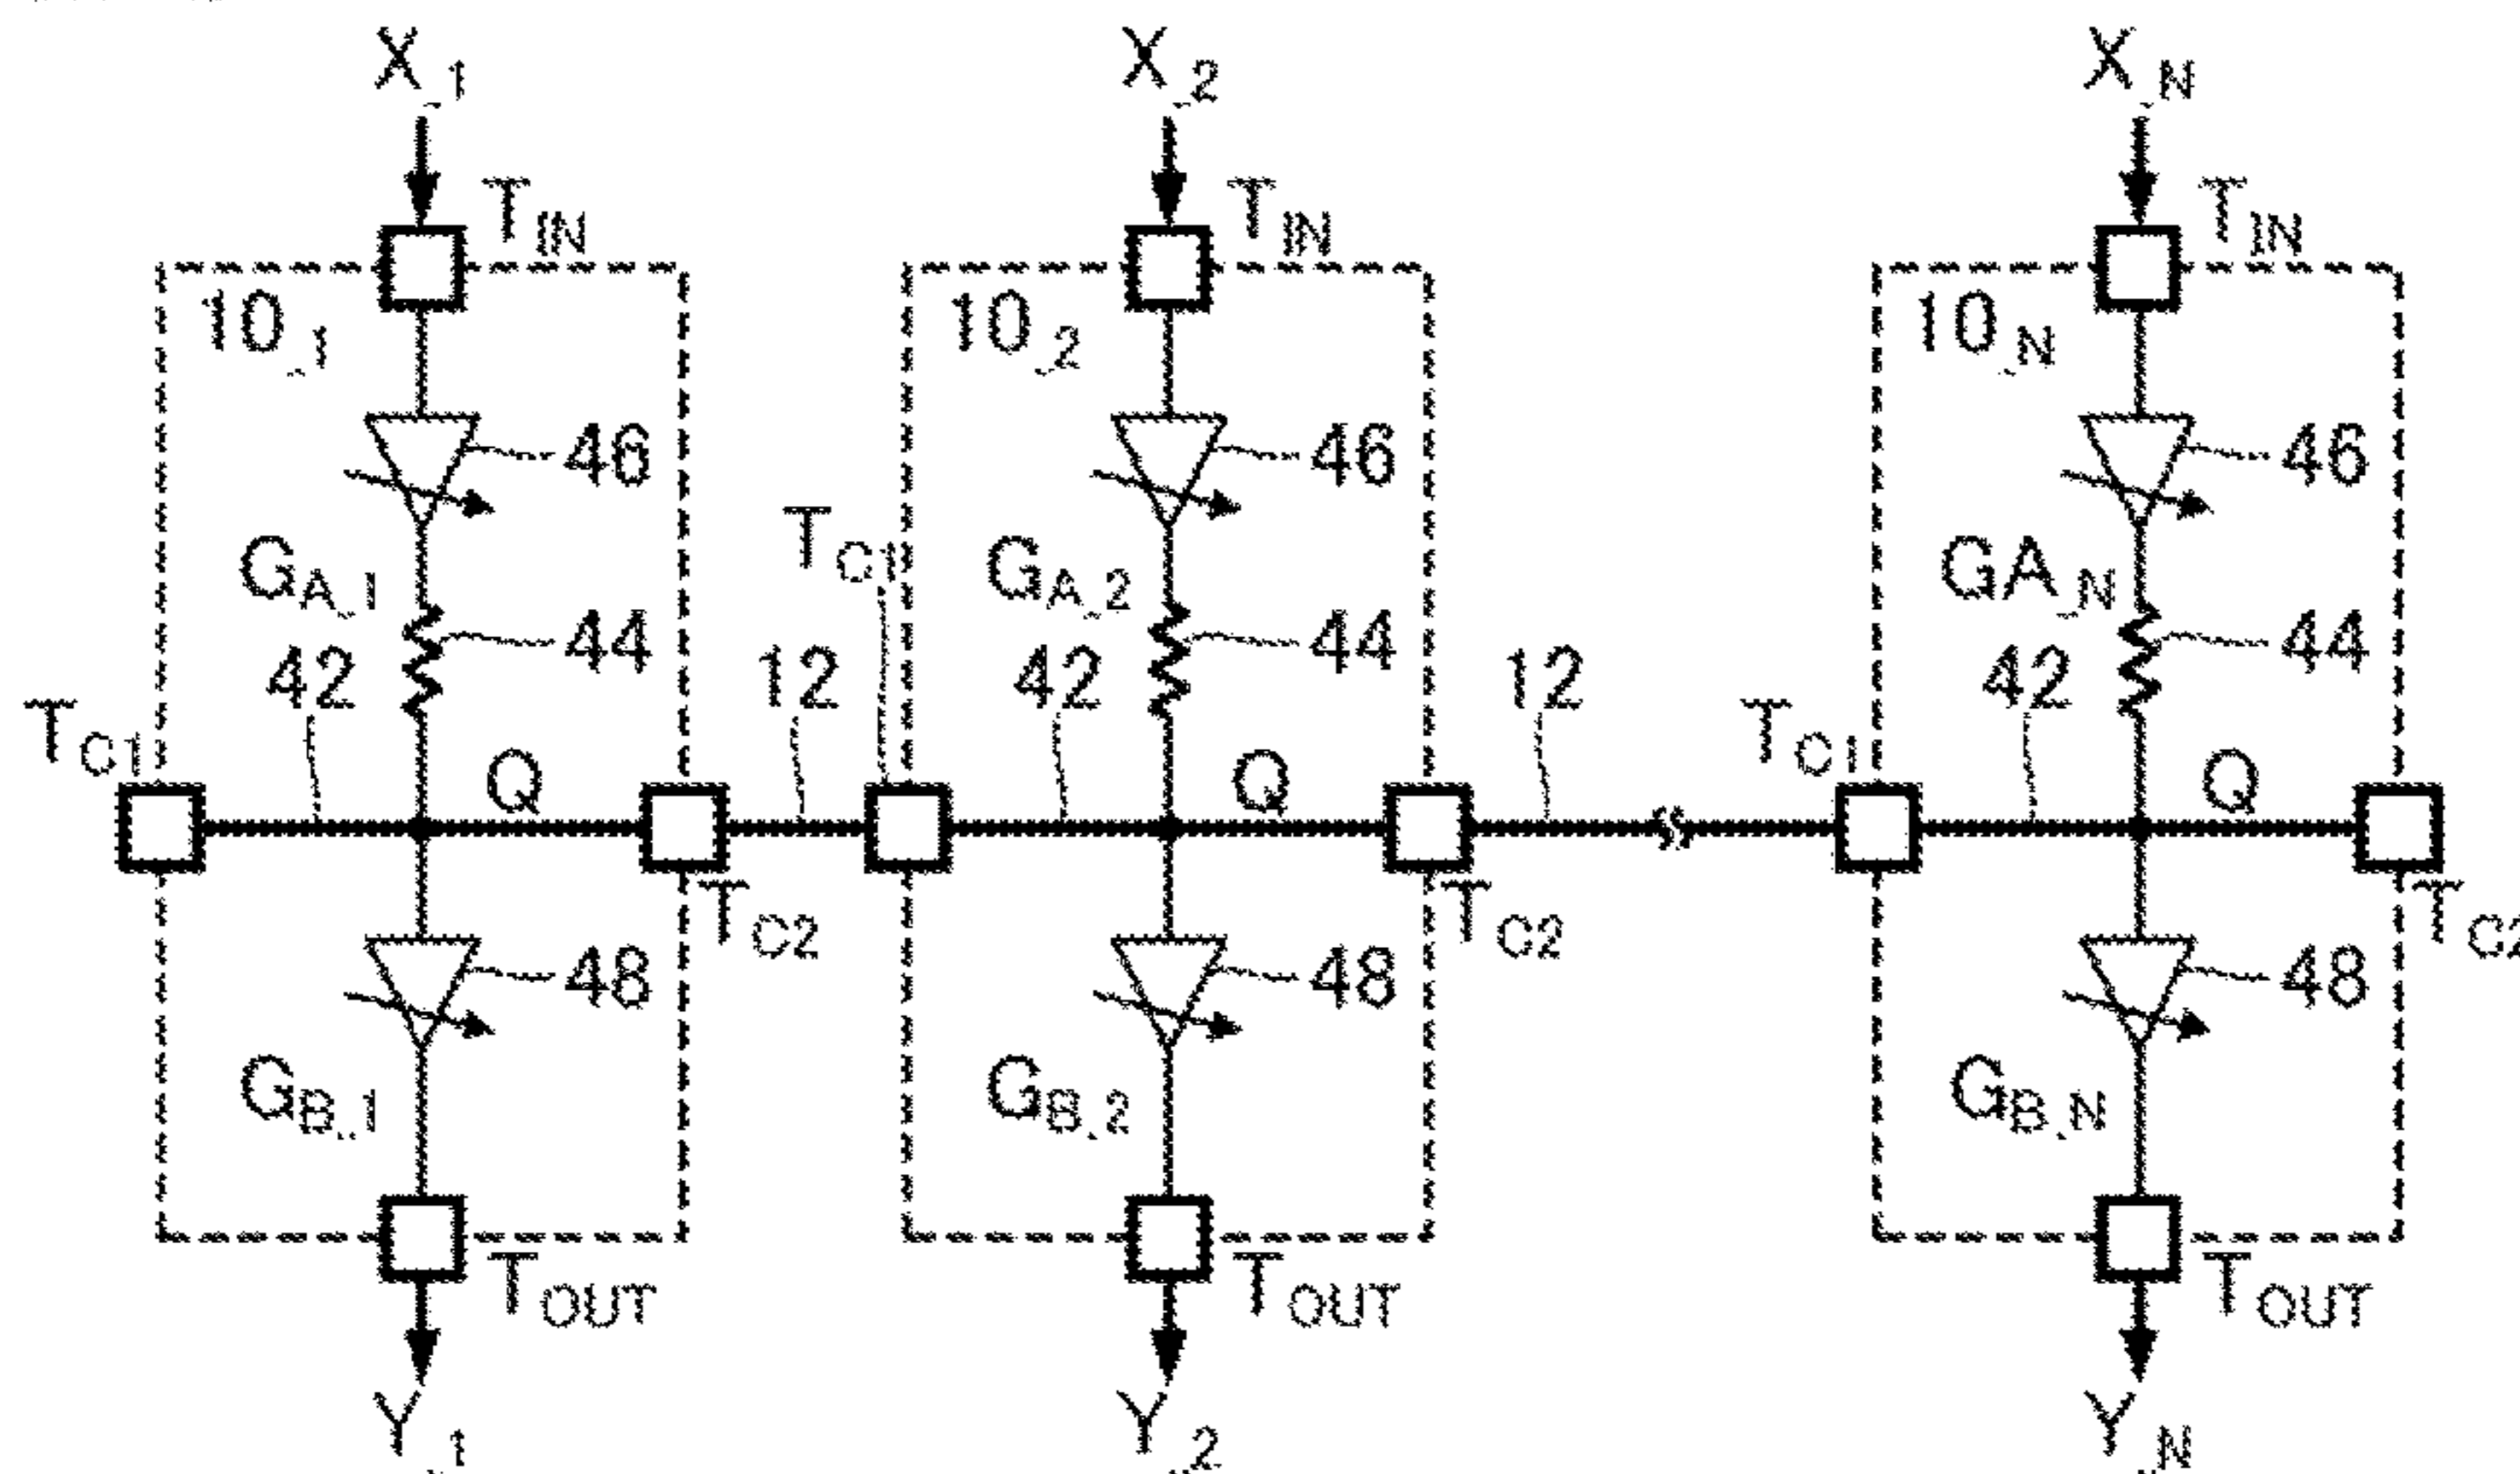 X_1 X_2 X_N
T_IN T_IN T_IN
10_1 10_2 10_N
46 46 46
T_C1
G_A_1 G_A_2 GA_N
44 44 44
42 12 42 12 42
T_C1 T_C1
Q Q Q
T_C2 T_C2 T_C2
48 48 48
G_B_1 G_B_2 G_B_N
T_OUT T_OUT T_OUT
Y_1 Y_2 Y_N